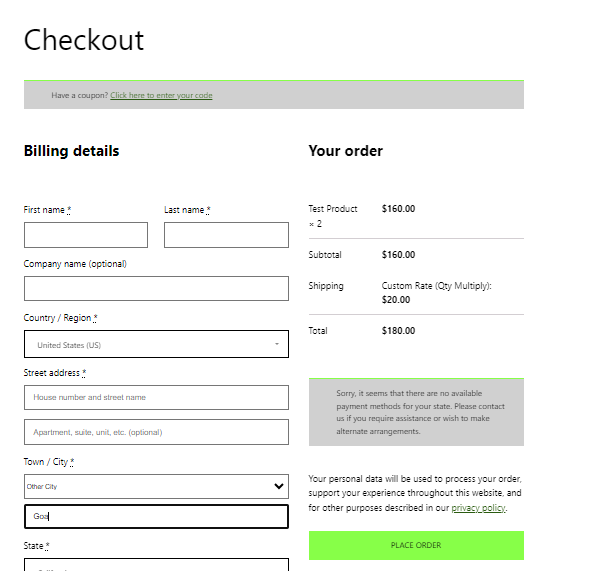 Checkout
Have a coupon? Click here to enter your code
Billing details
Your order
First name *
Last name *
Test Product
× 2
$160.00
Company name (optional)
Subtotal
$160.00
Shipping
Custom Rate (Qty Multiply):
$20.00
Country / Region *
United States (US)
Total
$180.00
Street address *
House number and street name
Apartment, suite, unit, etc. (optional)
Sorry, it seems that there are no available
payment methods for your state. Please contact
us if you require assistance or wish to make
alternate arrangements.
Town / City *
Other City
Goa
Your personal data will be used to process your order,
support your experience throughout this website, and
for other purposes described in our privacy policy.
State *
PLACE ORDER